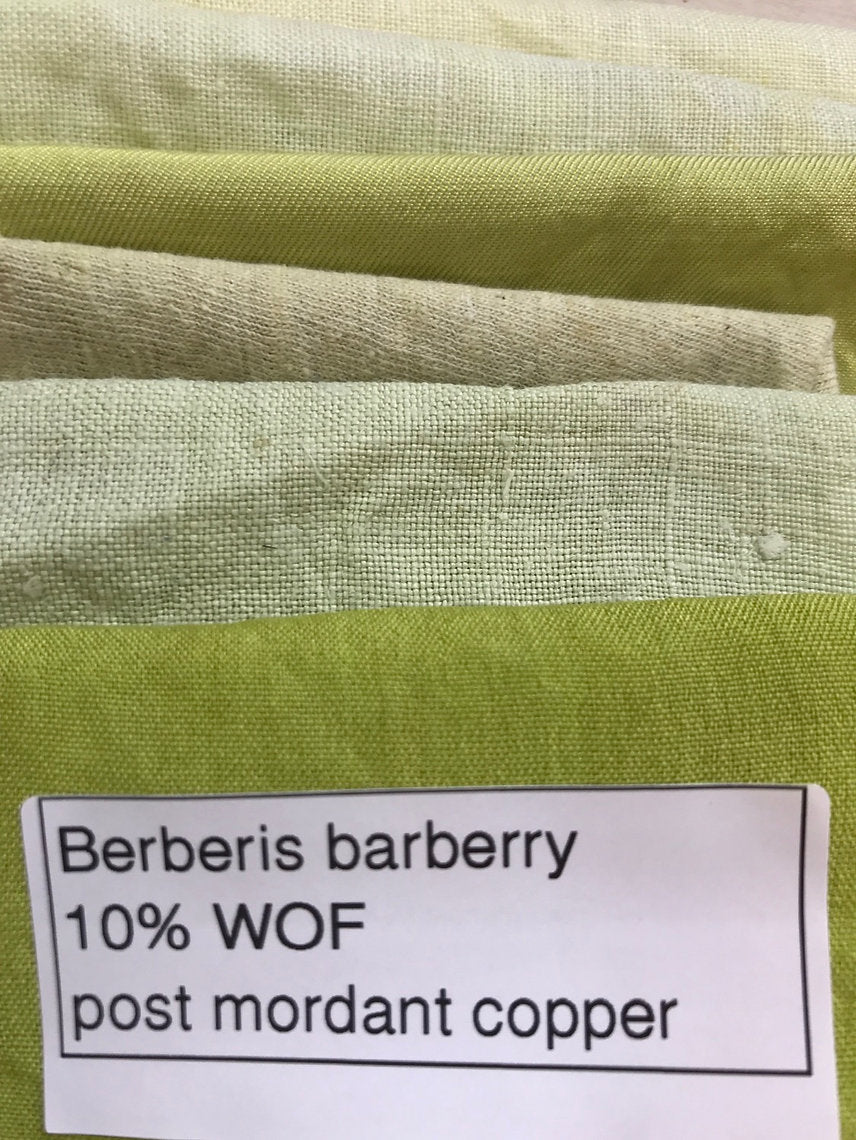 Berberis barberry
10% WOF
post mordant copper